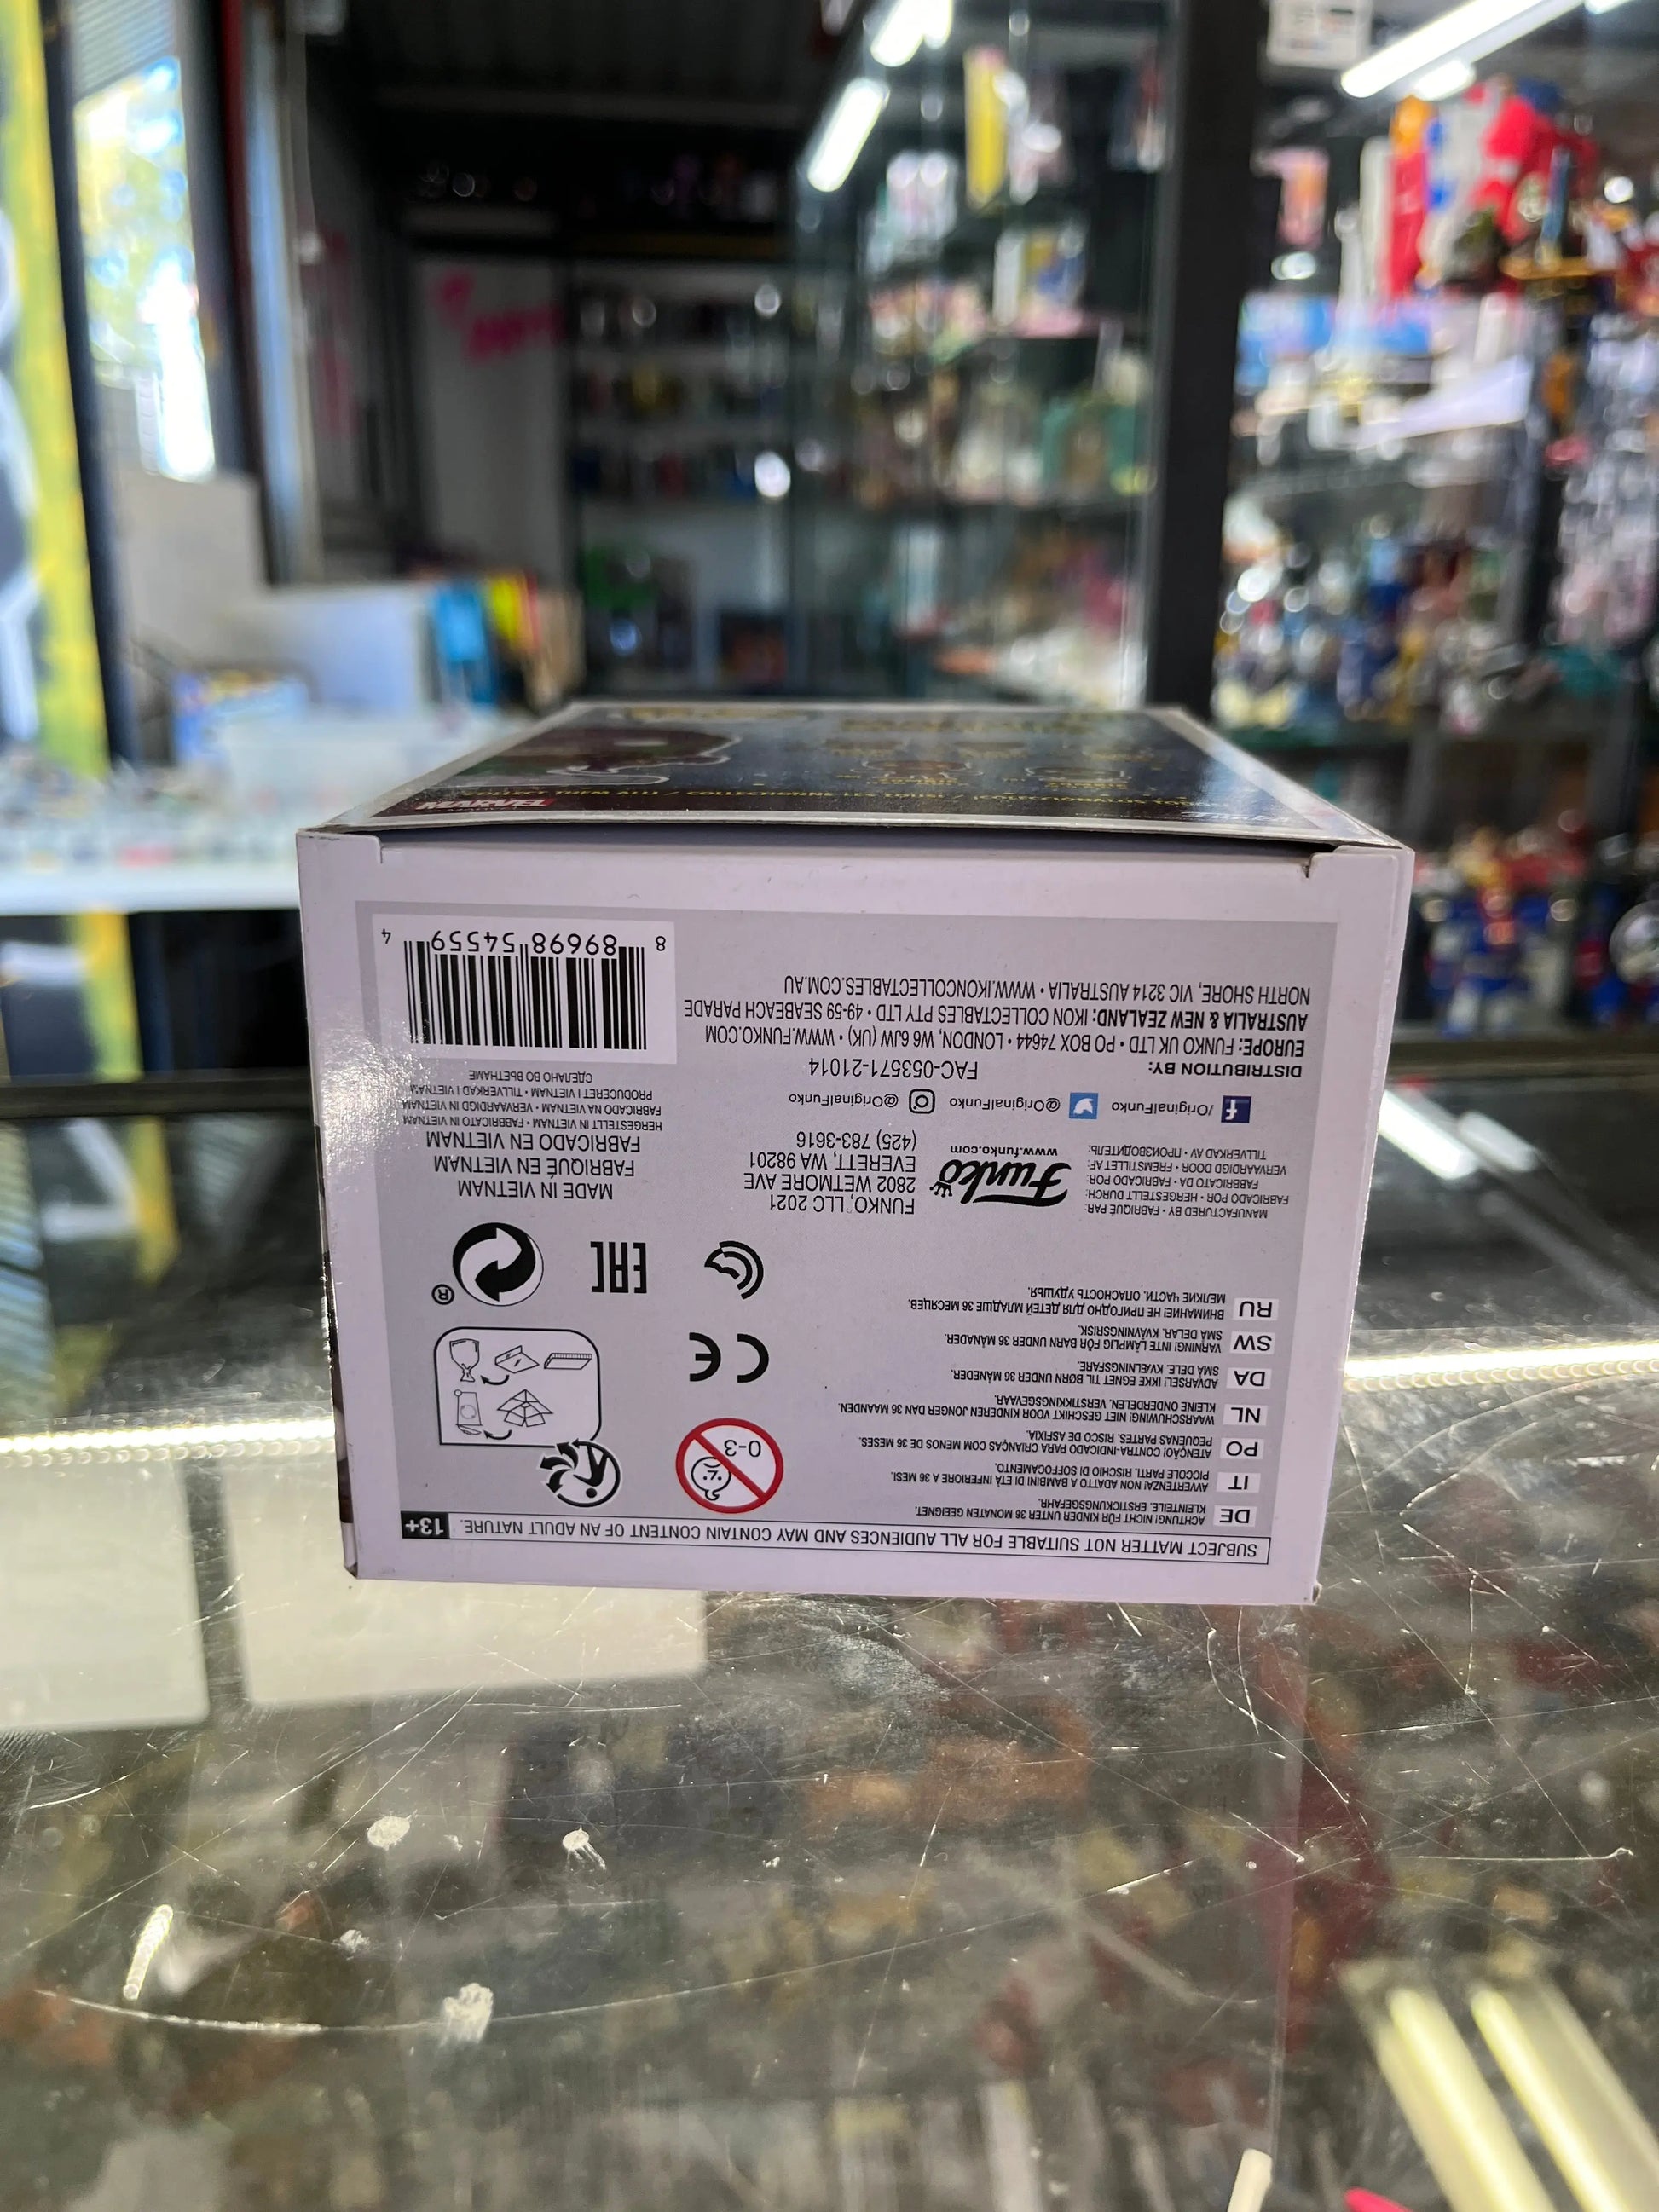 SUBJECT MATTER NOT SUITABLE FOR ALL AUDIENCES AND MAY CONTAIN CONTENT OF AN ADULT NATURE. 13+
DE ACHTUNG! NICHT FÜR KINDER UNTER 36 MONATEN GEEIGNET.
KLEINTEILE. ERSTICKUNGSGEFAHR.
IT AVVERTENZA! NON ADATTO A BAMBINI DI ETÀ INFERIORE A 36 MESI.
PICCOLE PARTI. RISCHIO DI SOFFOCAMENTO.
PO ATENÇÃO! CONTRA-INDICADO PARA CRIANÇAS COM MENOS DE 36 MESES.
PEQUENAS PARTES. RISCO DE ASFIXIA.
NL WAARSCHUWING! NIET GESCHIKT VOOR KINDEREN JONGER DAN 36 MAANDEN.
KLEINE ONDERDELEN. VERSTIKKINGSGEVAAR.
DA ADVARSEL! IKKE EGNET TIL BØRN UNDER 36 MÅNEDER.
SMÅ DELE. KVÆLNINGSFARE.
SW VARNING! INTE LÄMPLIG FÖR BARN UNDER 36 MÅNADER.
SMÅ DELAR. KVÄVNINGSRISK.
RU ВНИМАНИЕ НЕ ПРИГОДНО ДЛЯ ДЕТЕЙ МЛАДШЕ 36 МЕСЯЦЕВ.
МЕЛКИЕ ЧАСТИ. ОПАСНОСТЬ УДУШЬЯ.
0-3
CE
EAC
®
MANUFACTURED BY • FABRIQUÉ PAR:
FABRICADO POR • HERGESTELLT DURCH:
FABBRICATO DA • FABRICADO POR:
VERVAARDIGD DOOR • FREMSTILLET AF:
TILLVERKAD AV • ПРОИЗВОДИТЕЛЬ:
Funko
www.funko.com
FUNKO, LLC 2021
2802 WETMORE AVE
EVERETT, WA 98201
(425) 783-3616
/OriginalFunko @OriginalFunko @OriginalFunko
DISTRIBUTION BY: FAC-053571-21014
EUROPE: FUNKO UK LTD • PO BOX 74644 • LONDON, W6 6JW (UK) • WWW.FUNKO.COM
AUSTRALIA & NEW ZEALAND: IKON COLLECTABLES PTY LTD • 49-59 SEABEACH PARADE
NORTH SHORE, VIC 3214 AUSTRALIA • WWW.IKONCOLLECTABLES.COM.AU
MADE IN VIETNAM
FABRIQUÉ EN VIETNAM
FABRICADO EN VIETNAM
HERGESTELLT IN VIETNAM • FABBRICATO IN VIETNAM
FABRICADO NA VIETNAM • VERVAARDIGD IN VIETNAM
PRODUCERET I VIETNAM • TILLVERKAD I VIETNAM
СДЕЛАНО ВО ВЬЕТНАМЕ
8 89698 54559 4
MARVEL
COLLECT THEM ALL! / COLLECTIONNE-LES TOUS! / ¡COLECCIÓNALOS TODOS!